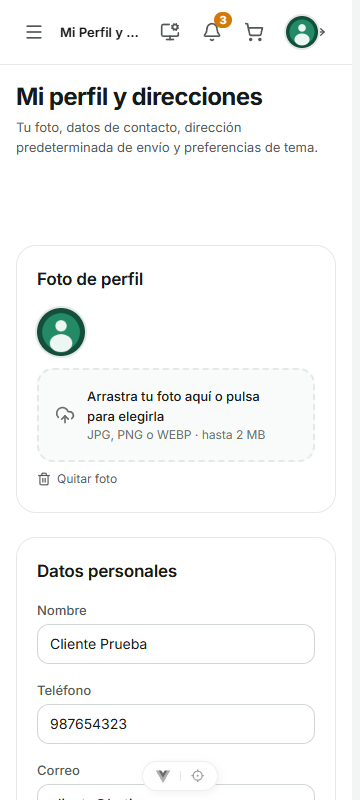 Mi Perfil y ...
3
Mi perfil y direcciones
Tu foto, datos de contacto, dirección
predeterminada de envío y preferencias de tema.
Foto de perfil
Arrastra tu foto aquí o pulsa
para elegirla
JPG, PNG o WEBP · hasta 2 MB
Quitar foto
Datos personales
Nombre
Cliente Prueba
Teléfono
987654323
Correo